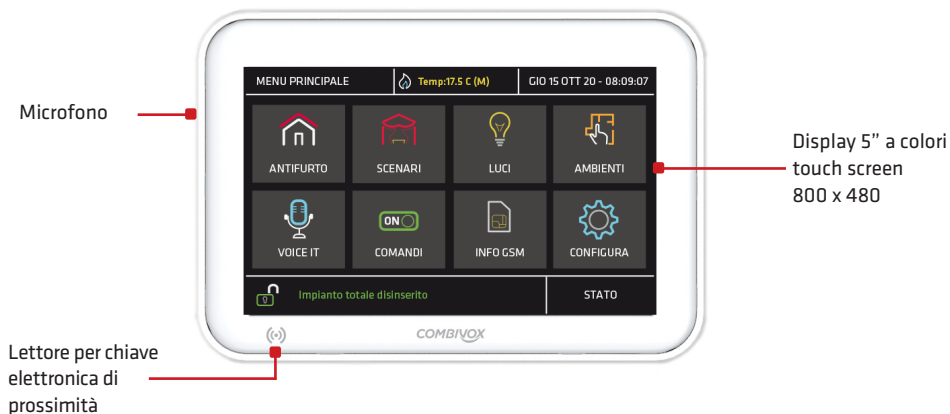 Microfono
MENU PRINCIPALE
Temp:17.5 C (M)
GIO 15 OTT 20 - 08:09:07
ANTIFURTO
SCENARI
LUCI
AMBIENTI
VOICE IT
ON
COMANDI
INFO GSM
CONFIGURA
Impianto totale disinserito
STATO
COMBIVOX
Display 5” a colori
touch screen
800 x 480
Lettore per chiave
elettronica di
prossimità